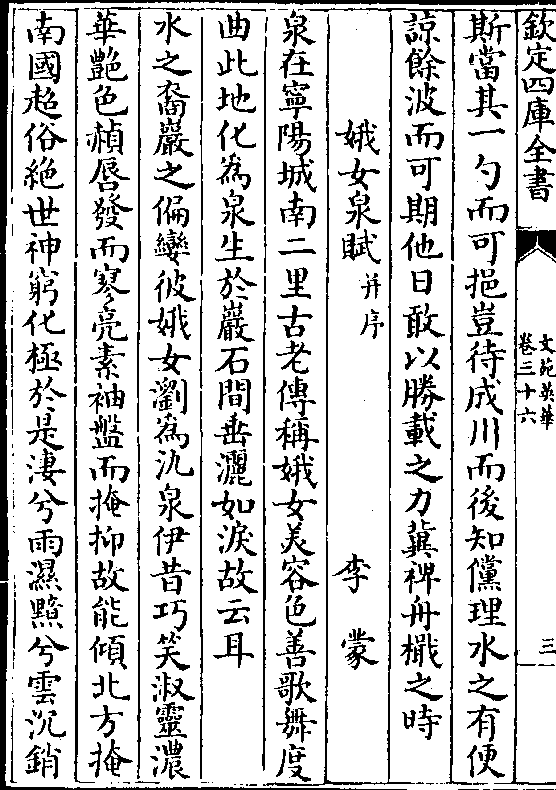 欽定四庫全書
文苑英華
卷三十六
三
斯當其一勺而可挹豈待成川而後知儻理水之有便
諒餘波而可期他日敢以勝載之力冀裨舟檝之時
娥女泉賦并序
李蒙
泉在寧陽城南二里古老傳稱娥女美容色善歌舞度
曲此地化為泉生於巖石間垂灑如淚故云耳
水之裔巖之偏孌彼娥女瀏為氿泉伊昔巧笑淑靈濃
華艷色赬唇發而寥亮素袖盤而掩抑故能傾北方掩
南國超俗絶世神窮化極於是淒兮雨濕黯兮雲沉銷